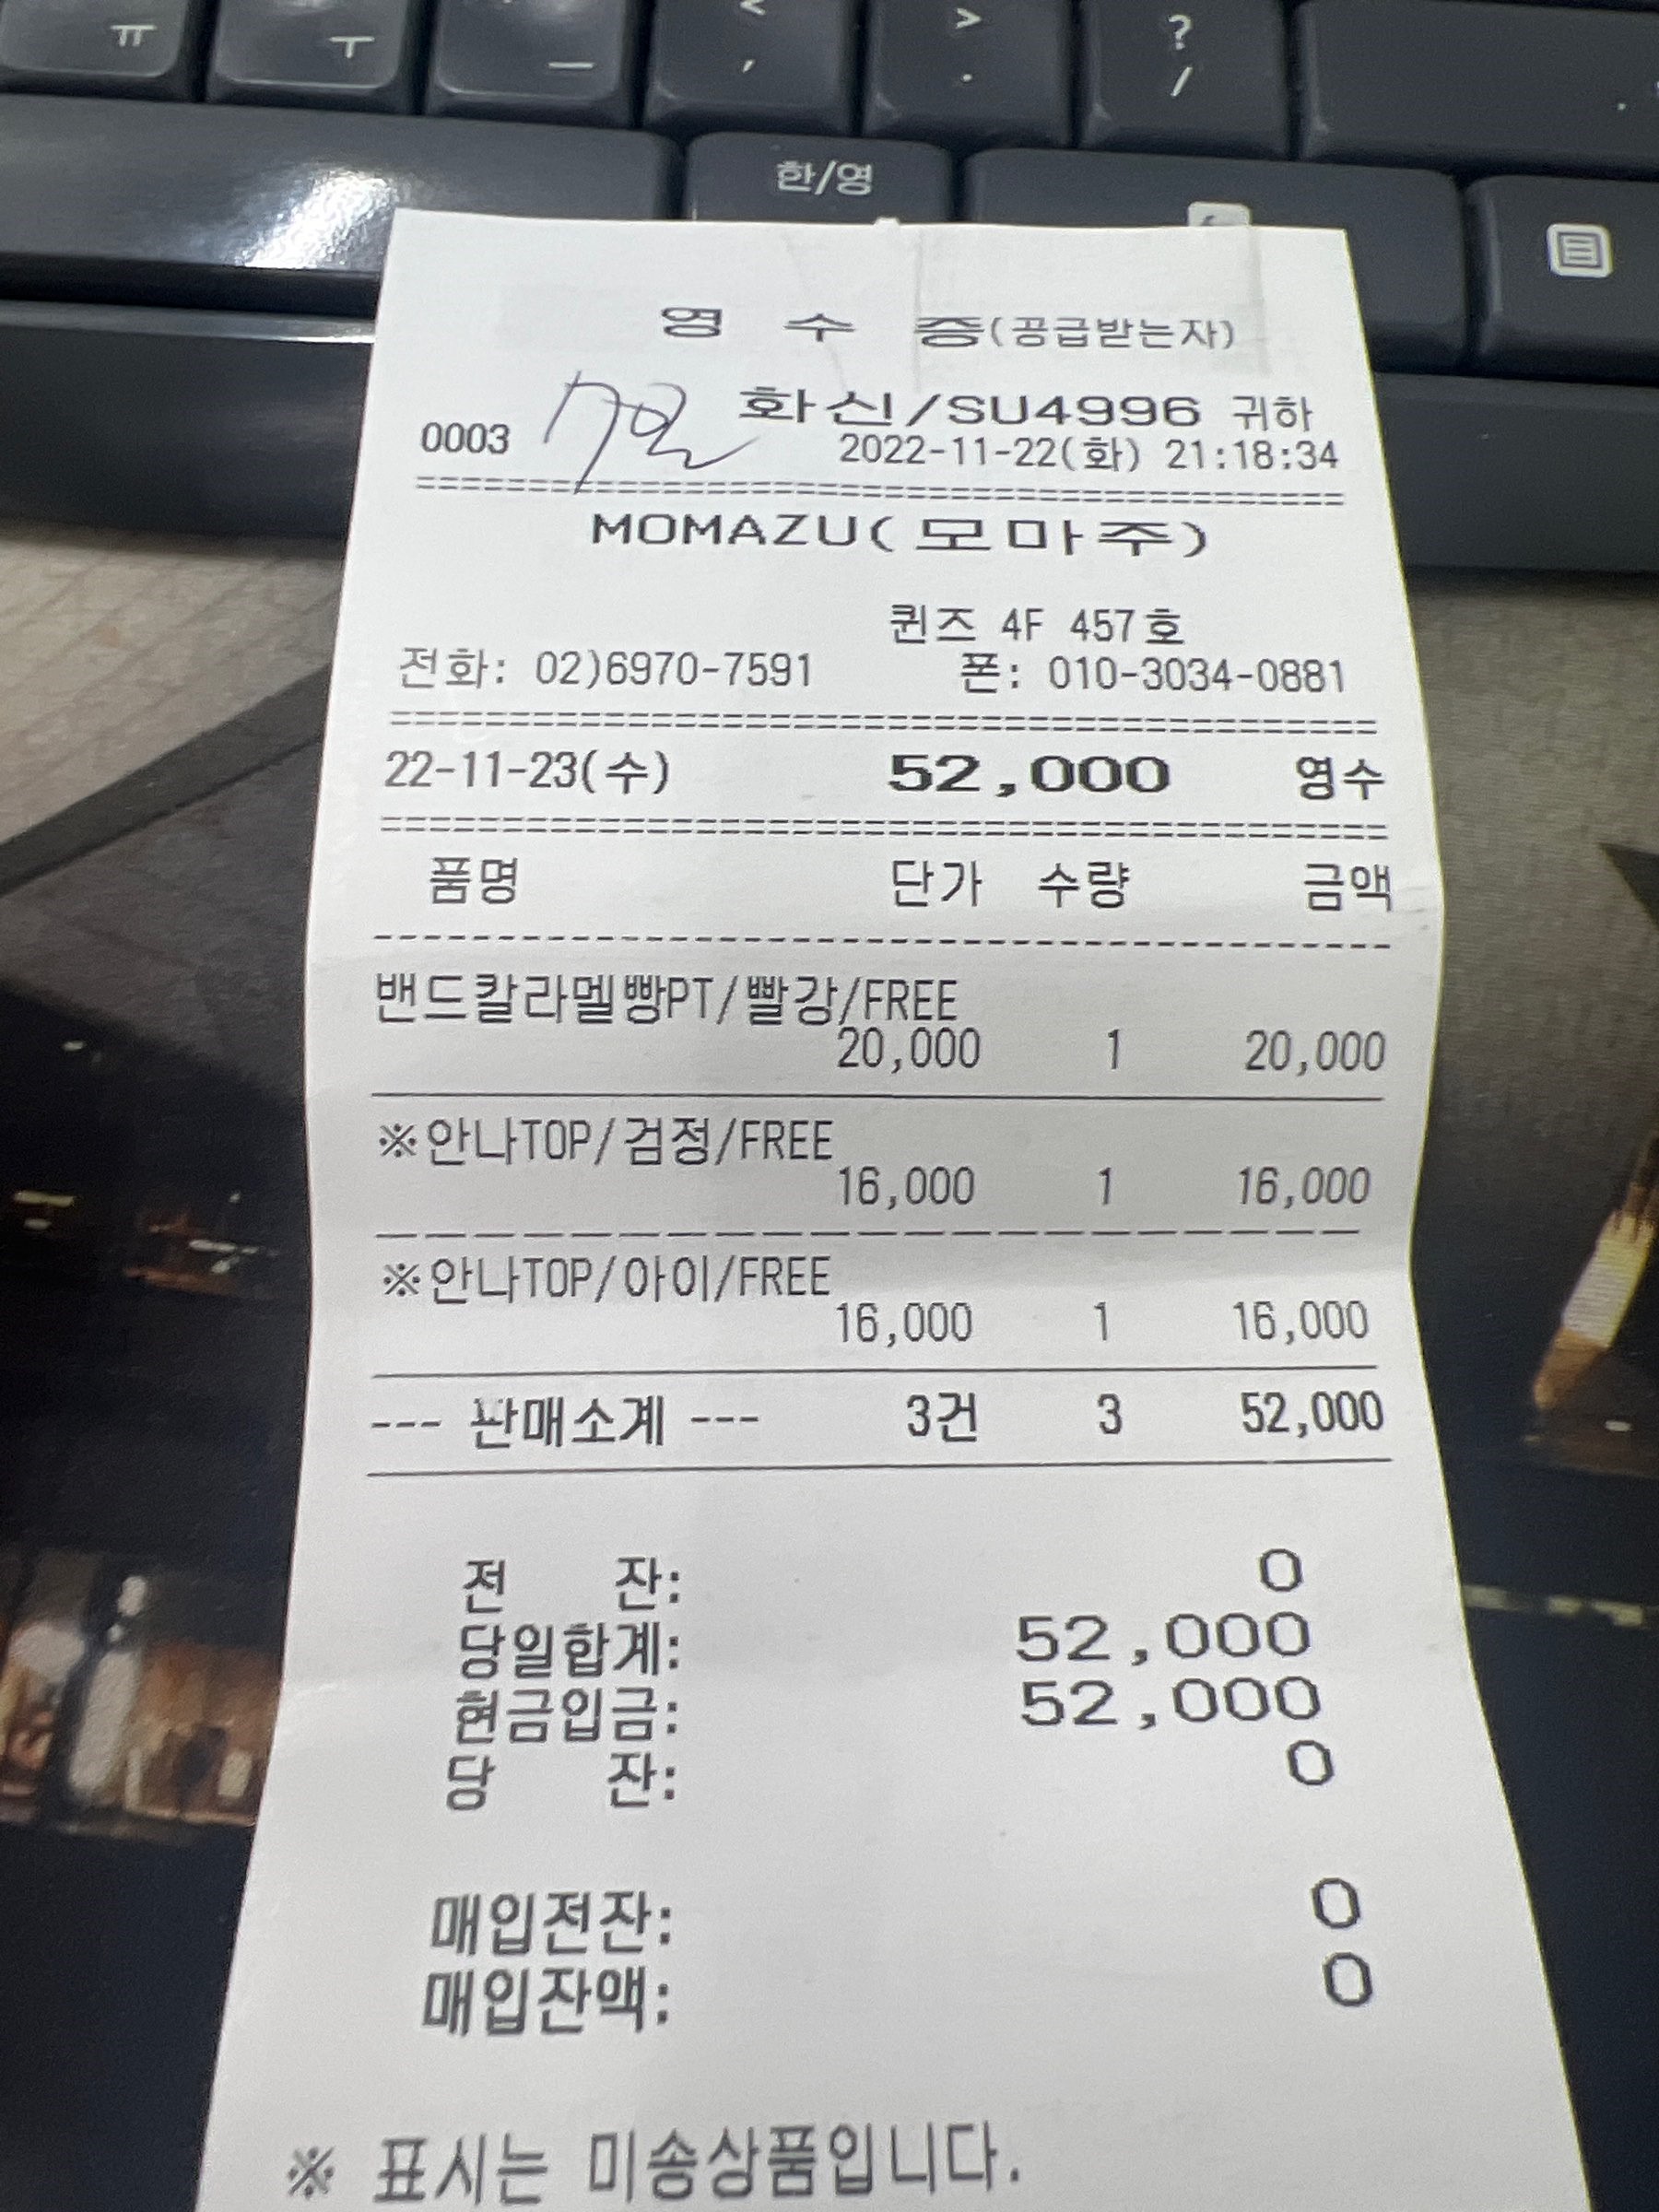 ㅠ
ㅜ
ㅡ
< ,
> .
? /
한/영
영 수 증(공급받는자)
화신/SU4996 귀하
0003 2022-11-22(화) 21:18:34
========================================
MOMAZU(모마주)
퀸즈 4F 457호
전화: 02)6970-7591 폰: 010-3034-0881
========================================
22-11-23(수) 52,000 영수
========================================
품명 단가 수량 금액
----------------------------------------
밴드칼라멜빵PT/빨강/FREE
20,000 1 20,000
※안나TOP/검정/FREE
16,000 1 16,000
※안나TOP/아이/FREE
16,000 1 16,000
--- 판매소계 --- 3건 3 52,000
전 잔: 0
당일합계: 52,000
현금입금: 52,000
당 잔: 0
매입전잔: 0
매입잔액: 0
※ 표시는 미송상품입니다.